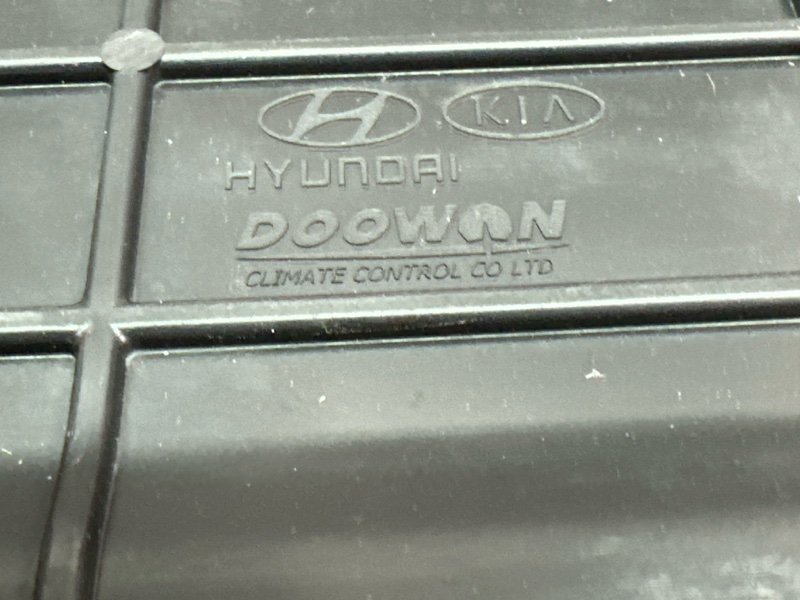 KIA
HYUNDAI
DOOWON
CLIMATE CONTROL CO LTD